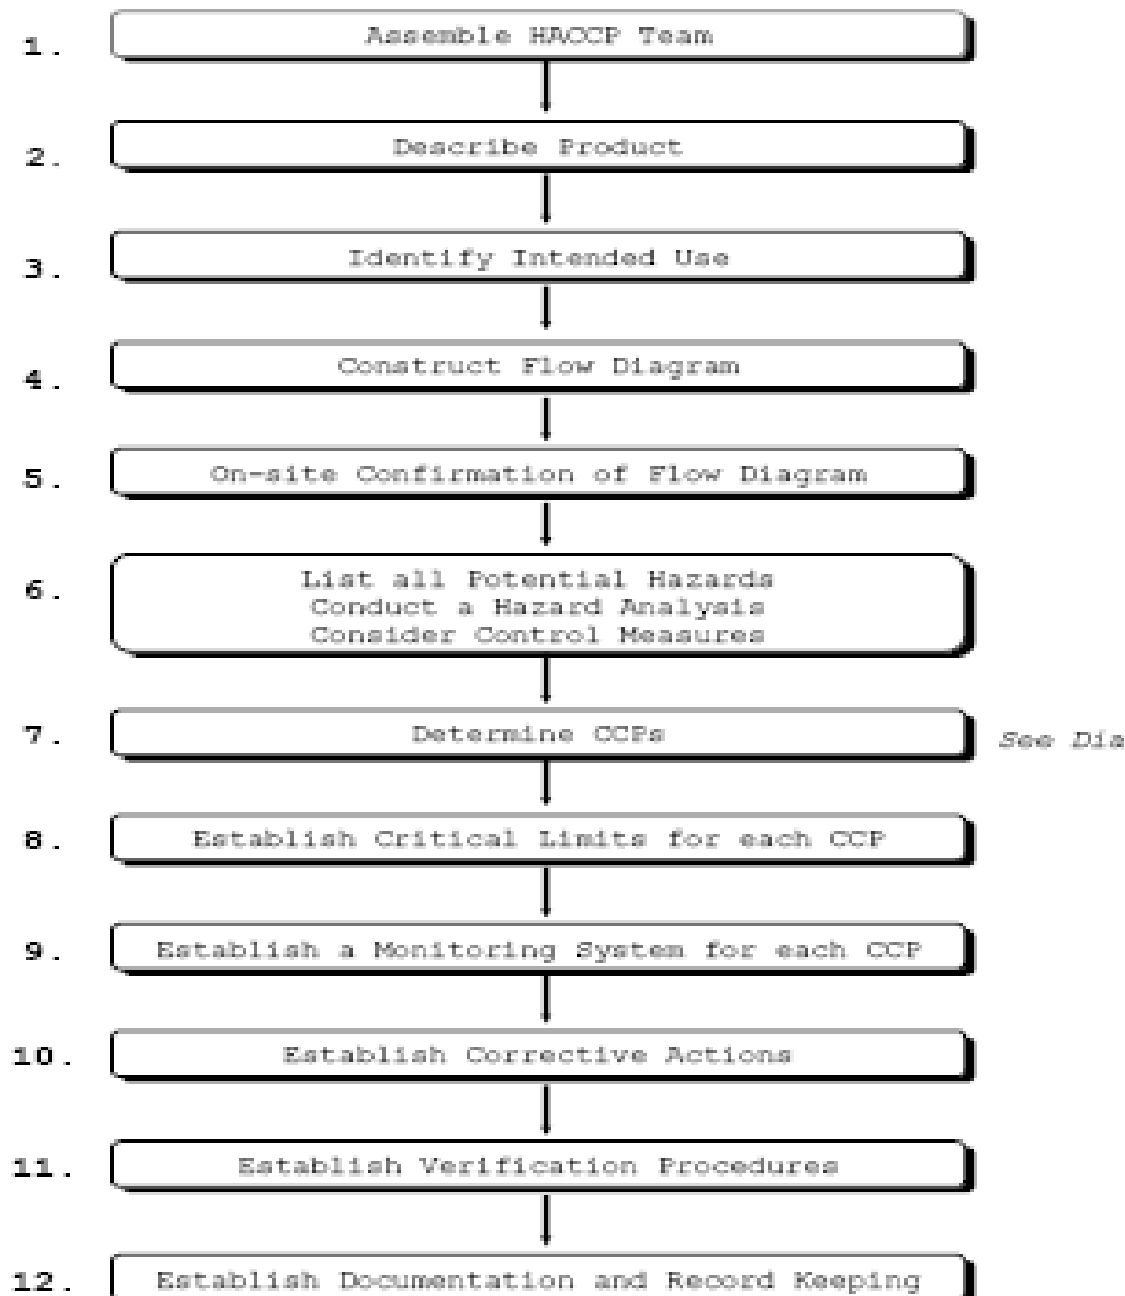 1. Assemble HACCP Team
2. Describe Product
3. Identify Intended Use
4. Construct Flow Diagram
5. On-site Confirmation of Flow Diagram
6. List all Potential Hazards
Conduct a Hazard Analysis
Consider Control Measures
7. Determine CCPs See Dia
8. Establish Critical Limits for each CCP
9. Establish a Monitoring System for each CCP
10. Establish Corrective Actions
11. Establish Verification Procedures
12. Establish Documentation and Record Keeping